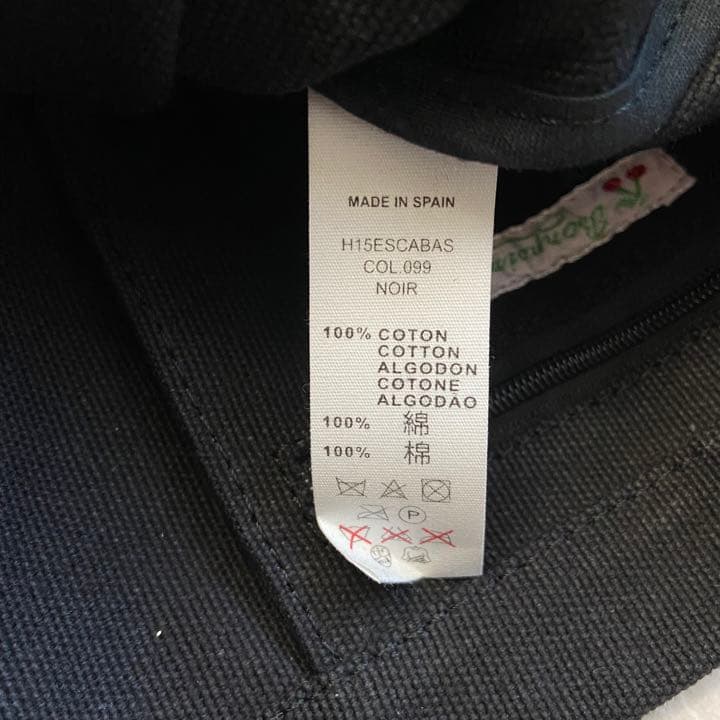 MADE IN SPAIN
H15ESCABAS
COL.099
NOIR
100% COTON
COTTON
ALGODON
COTONE
ALGODAO
100% 綿
100% 棉
P